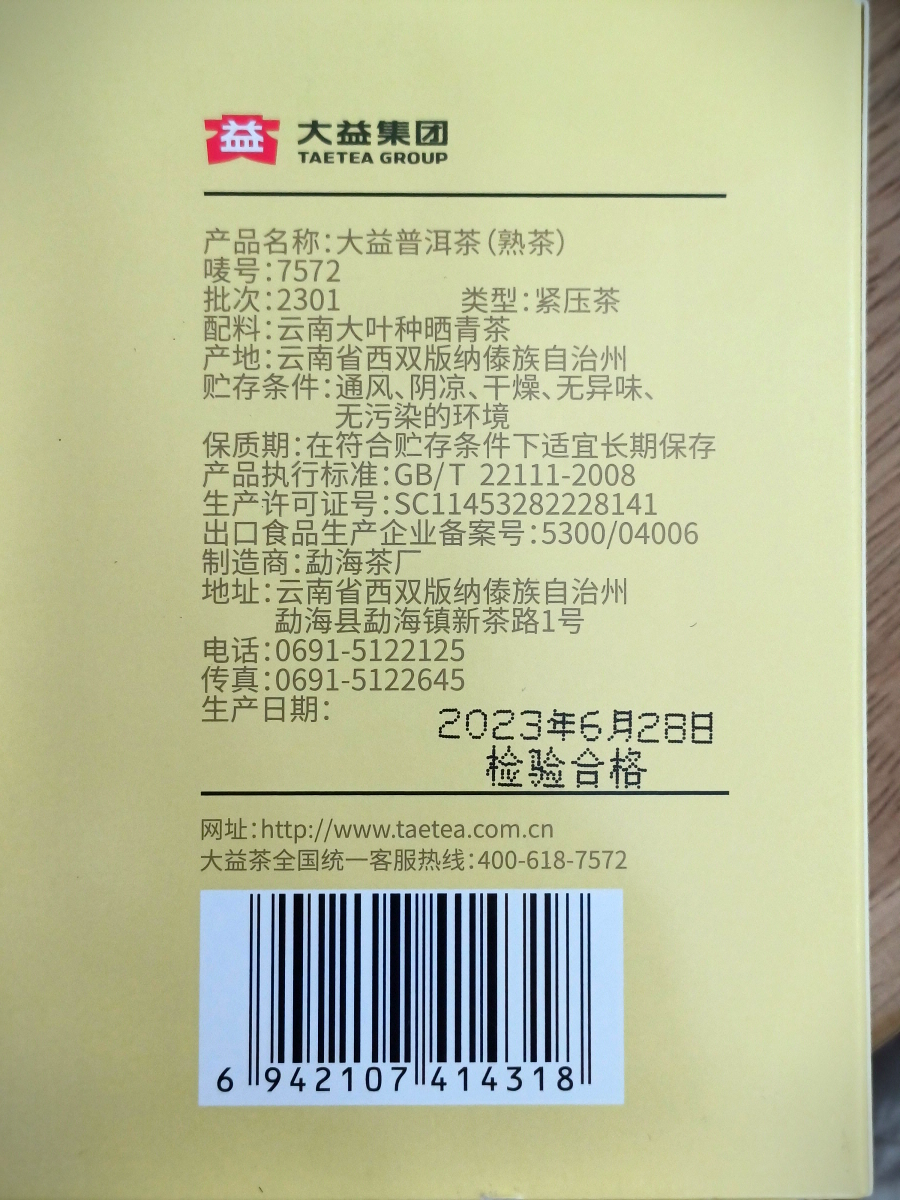 益 大益集团
TAETEA GROUP
产品名称:大益普洱茶(熟茶)
唛号:7572
批次:2301 类型:紧压茶
配料:云南大叶种晒青茶
产地:云南省西双版纳傣族自治州
贮存条件:通风、阴凉、干燥、无异味、
无污染的环境
保质期:在符合贮存条件下适宜长期保存
产品执行标准:GB/T 22111-2008
生产许可证号:SC11453282228141
出口食品生产企业备案号:5300/04006
制造商:勐海茶厂
地址:云南省西双版纳傣族自治州
勐海县勐海镇新茶路1号
电话:0691-5122125
传真:0691-5122645
生产日期:
2023年6月28日
检验合格
网址:http://www.taetea.com.cn
大益茶全国统一客服热线:400-618-7572
6 942107 414318